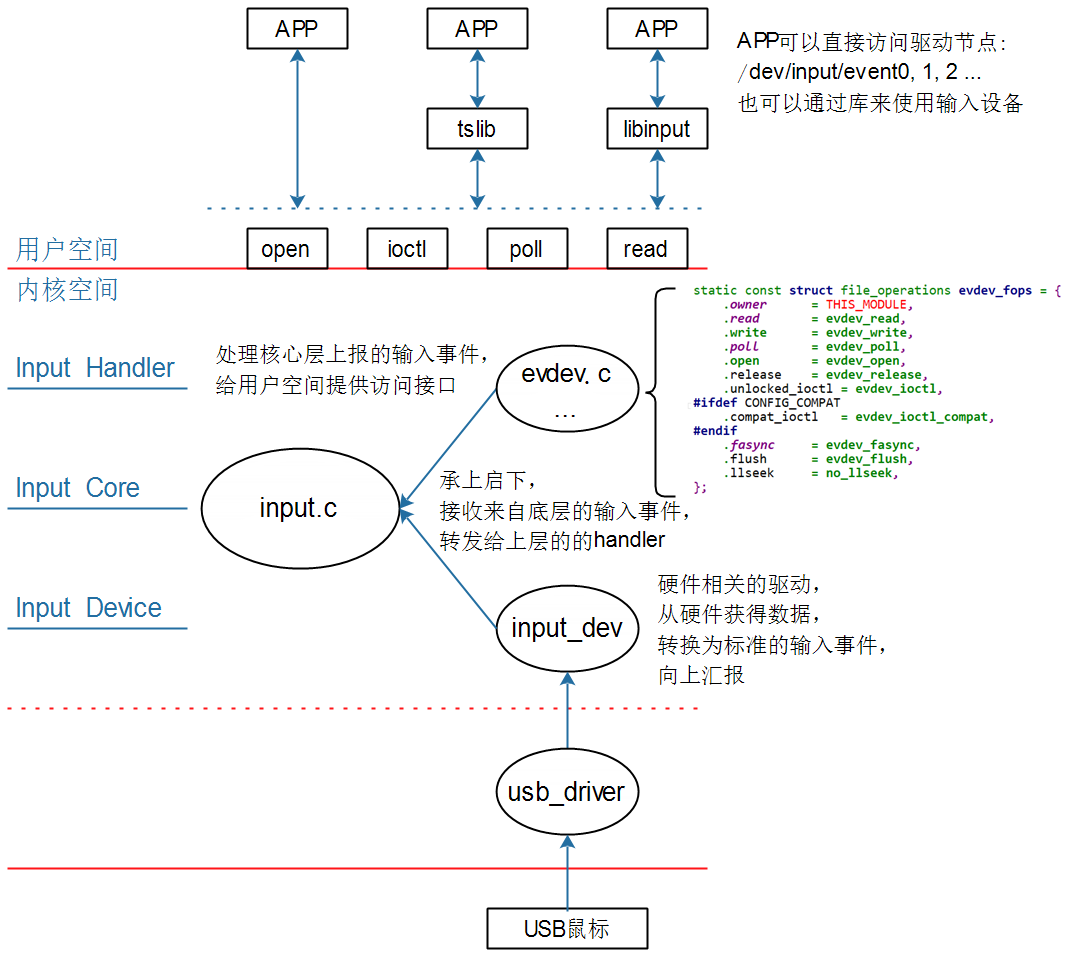 APP
APP
APP
APP可以直接访问驱动节点:
/dev/input/event0, 1, 2 ...
也可以通过库来使用输入设备
tslib
libinput
用户空间
open
ioctl
poll
read
内核空间
static const struct file_operations evdev_fops = {
.owner = THIS_MODULE,
.read = evdev_read,
.write = evdev_write,
.poll = evdev_poll,
.open = evdev_open,
.release = evdev_release,
.unlocked_ioctl = evdev_ioctl,
#ifdef CONFIG_COMPAT
.compat_ioctl = evdev_ioctl_compat,
#endif
.fasync = evdev_fasync,
.flush = evdev_flush,
.llseek = no_llseek,
};
Input Handler
处理核心层上报的输入事件,
给用户空间提供访问接口
evdev.c
...
Input Core
input.c
承上启下,
接收来自底层的输入事件,
转发给上层的的handler
Input Device
input_dev
硬件相关的驱动,
从硬件获得数据,
转换为标准的输入事件,
向上汇报
usb_driver
USB鼠标